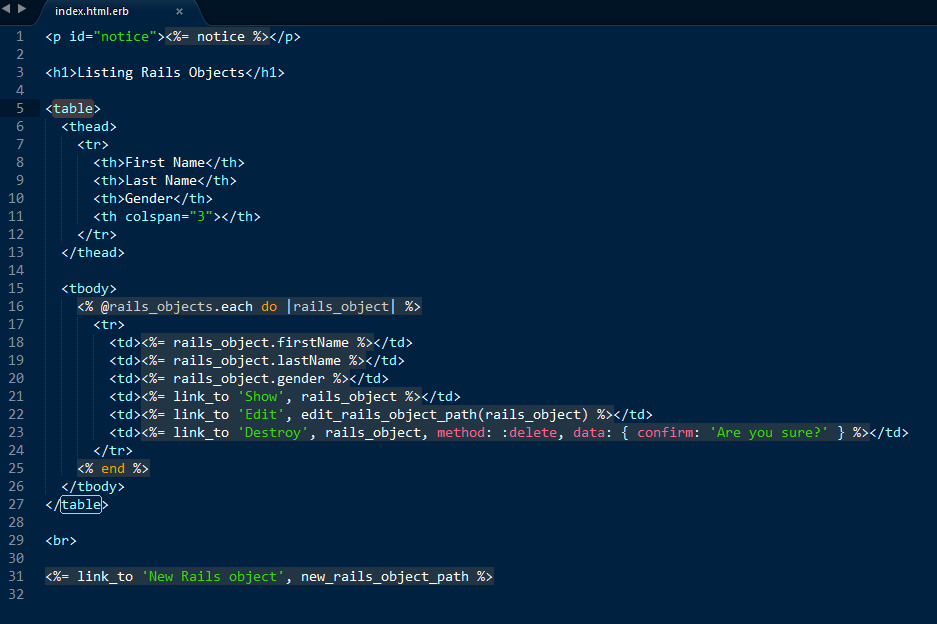 index.html.erb ×
1 <p id="notice"><%= notice %></p>
2
3 <h1>Listing Rails Objects</h1>
4
5 <table>
6   <thead>
7     <tr>
8       <th>First Name</th>
9       <th>Last Name</th>
10       <th>Gender</th>
11       <th colspan="3"></th>
12     </tr>
13   </thead>
14
15   <tbody>
16     <% @rails_objects.each do |rails_object| %>
17       <tr>
18         <td><%= rails_object.firstName %></td>
19         <td><%= rails_object.lastName %></td>
20         <td><%= rails_object.gender %></td>
21         <td><%= link_to 'Show', rails_object %></td>
22         <td><%= link_to 'Edit', edit_rails_object_path(rails_object) %></td>
23         <td><%= link_to 'Destroy', rails_object, method: :delete, data: { confirm: 'Are you sure?' } %></td>
24       </tr>
25     <% end %>
26   </tbody>
27 </table>
28
29 <br>
30
31 <%= link_to 'New Rails object', new_rails_object_path %>
32